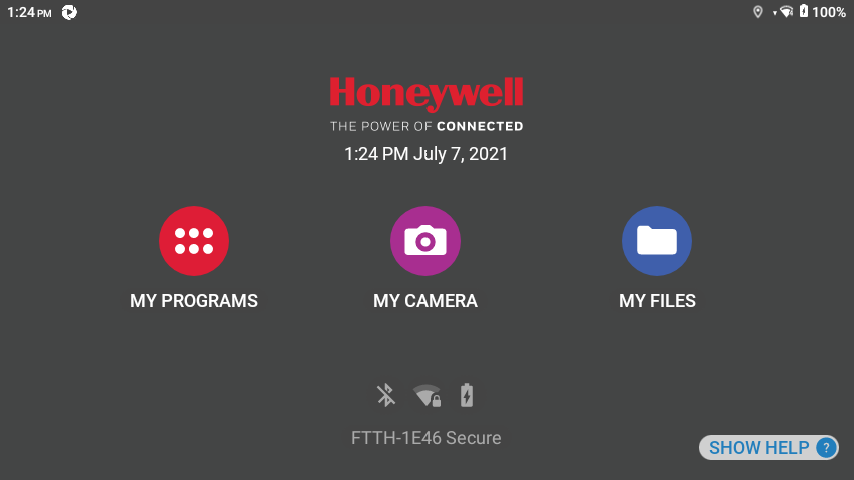 1:24 PM
100%
Honeywell
THE POWER OF CONNECTED
1:24 PM July 7, 2021
MY PROGRAMS
MY CAMERA
MY FILES
FTTH-1E46 Secure
SHOW HELP ?